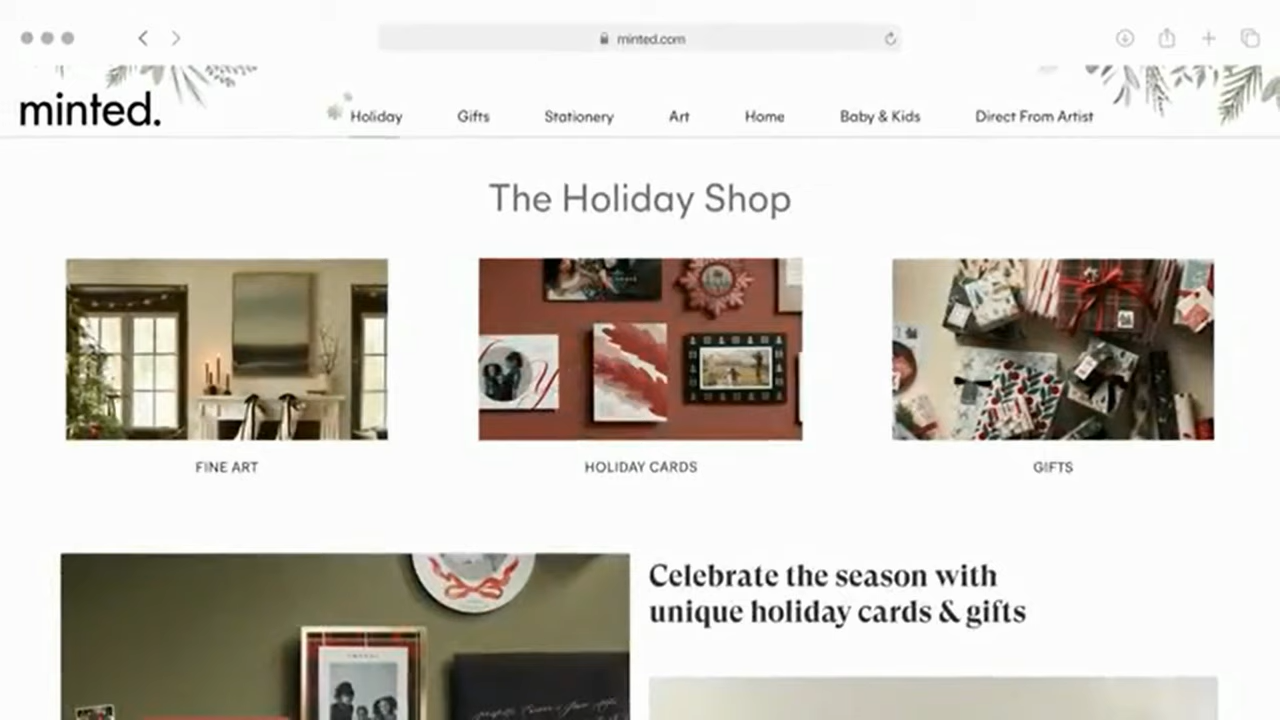 minted.com
minted.
Holiday Gifts Stationery Art Home Baby & Kids Direct From Artist
The Holiday Shop
FINE ART
HOLIDAY CARDS
GIFTS
Celebrate the season with
unique holiday cards & gifts